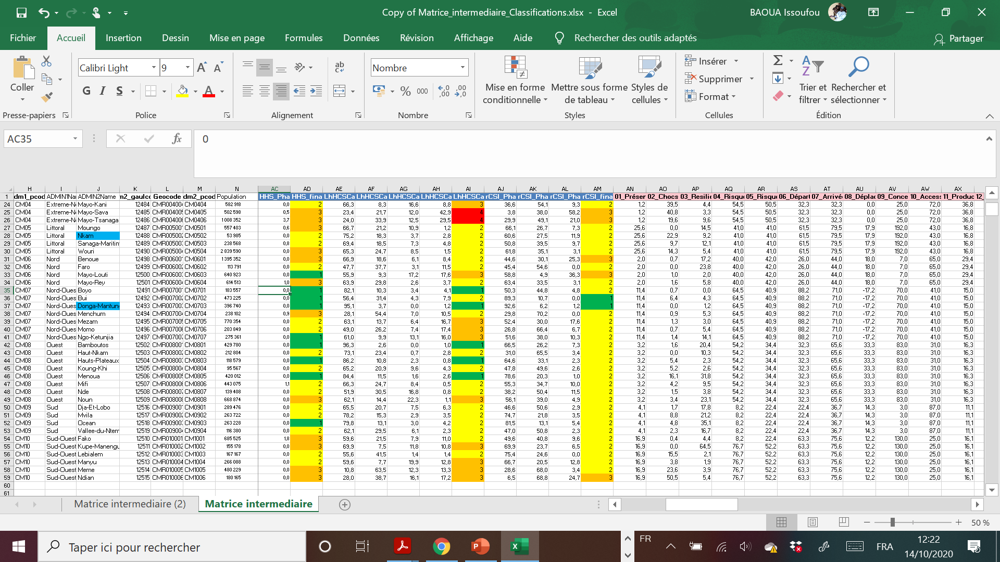 Copy of Matrice_intermediaire_Classifications.xlsx - Excel
BAOUA Issoufou
Fichier Accueil Insertion Dessin Mise en page Formules Données Révision Affichage Aide Rechercher des outils adaptés Partager
Coller
Calibri Light 9
G I S
Nombre
% 000
Mise en forme conditionnelle
Mettre sous forme de tableau
Styles de cellules
Insérer
Supprimer
Format
Trier et filtrer
Rechercher et sélectionner
Presse-papiers Police Alignement Nombre Styles Cellules Édition
AC35 fx 0
H I J K L M N AC AD AE AF AG AH AI AJ AK AL AM AN AO AP AQ AR AS AT AU AV AW AX
1 dm1_pcod ADMIN1Na ADMIN2Name m2_gaulco Geocode dm2_pcod Population HHS_Pha HHS_fina LhHCSCa LhHCSCa LhHCSCa LhHCSCa LhHCSCa rCSI_Pha rCSI_Pha rCSI_Pha rCSI_fina 01_Préser 02_Chocs 03_Resilie 04_Risque 05_Risque 06_Départ 07_Arrivé 08_Déplac 09_Conce 10_Access 11_Produc 12_
24 CM04 Extreme-N Mayo-Kani 12484 CMR004004 CM0404 582 918 0,0 2 66,3 8,3 16,6 8,8 3 36,6 54,1 9,3 2 1,2 39,5 4,4 54,5 50,5 32,3 32,3 0,0 25,0 72,0 36,8
25 CM04 Extreme-N Mayo-Sava 12485 CMR004005 CM0405 502 598 0,5 3 23,4 21,7 12,0 42,9 4 3,8 38,0 58,2 3 1,2 40,8 3,3 54,5 50,5 32,3 32,3 0,0 25,0 72,0 36,8
26 CM04 Extreme-N Mayo-Tsanaga 12486 CMR004006 CM0406 1 008 352 3,7 3 24,0 33,9 12,5 29,5 4 29,9 49,1 21,0 3 1,2 19,6 9,6 54,5 50,5 32,3 32,3 0,0 25,0 72,0 36,8
27 CM05 Littoral Moungo 12487 CMR005001 CM0501 557 403 0,6 3 66,7 21,2 10,9 1,2 2 66,1 26,7 7,3 2 25,6 0,0 14,5 41,0 41,0 61,5 79,5 17,9 192,0 43,0 16,8
28 CM05 Littoral Nkam 12488 CMR005002 CM0502 53 985 0,0 2 75,2 18,3 3,7 2,8 2 60,6 27,5 11,9 2 25,6 22,9 9,2 41,0 41,0 61,5 79,5 17,9 192,0 43,0 16,8
29 CM05 Littoral Sanaga-Maritim 12489 CMR005003 CM0503 238 568 0,8 2 69,4 18,5 7,3 4,8 2 50,8 39,5 9,7 2 25,6 9,7 12,1 41,0 41,0 61,5 79,5 17,9 192,0 43,0 16,8
30 CM05 Littoral Wouri 12490 CMR005004 CM0504 2 839 590 0,0 3 65,3 24,7 8,5 1,5 2 61,8 35,1 3,1 2 25,6 14,3 5,4 41,0 41,0 61,5 79,5 17,9 192,0 43,0 16,8
31 CM06 Nord Benoue 12498 CMR006001 CM0601 1 395 352 0,0 3 66,9 18,6 6,1 8,4 2 44,6 30,1 25,3 3 2,0 0,7 17,2 40,0 42,0 26,0 44,0 18,0 7,0 65,0 29,4
32 CM06 Nord Faro 12499 CMR006002 CM0602 113 791 0,0 2 47,7 37,7 3,1 11,5 2 45,4 54,6 0,0 2 2,0 0,0 23,8 40,0 42,0 26,0 44,0 18,0 7,0 65,0 29,4
33 CM06 Nord Mayo-Louti 12500 CMR006003 CM0603 640 923 0,0 1 55,9 9,3 17,2 17,6 3 58,8 4,9 36,3 3 2,0 1,0 2,0 40,0 42,0 26,0 44,0 18,0 7,0 65,0 29,4
34 CM06 Nord Mayo-Rey 12501 CMR006004 CM0604 614 513 1,0 3 63,9 29,8 2,6 3,7 2 63,4 33,5 3,1 2 2,0 1,6 5,8 40,0 42,0 26,0 44,0 18,0 7,0 65,0 29,4
35 CM07 Nord-Oues Boyo 12491 CMR007001 CM0701 183 557 0,0 1 82,1 10,3 3,4 4,1 1 50,3 44,8 4,8 2 11,4 0,7 0,0 64,5 40,9 88,2 71,0 -17,2 70,0 41,0 15,0
36 CM07 Nord-Oues Bui 12492 CMR007002 CM0702 473 225 0,0 1 56,4 31,4 4,3 7,9 2 89,3 10,7 0,0 1 11,4 6,4 4,3 64,5 40,9 88,2 71,0 -17,2 70,0 41,0 15,0
37 CM07 Nord-Oues Donga-Mantung 12493 CMR007003 CM0703 396 740 0,0 1 95,1 3,7 0,0 1,2 1 92,6 6,2 1,2 1 11,4 0,0 1,2 64,5 40,9 88,2 71,0 -17,2 70,0 41,0 15,0
38 CM07 Nord-Oues Menchum 12494 CMR007004 CM0704 238 102 0,9 3 28,1 54,4 7,0 10,5 2 29,8 70,2 0,0 2 11,4 0,9 5,3 64,5 40,9 88,2 71,0 -17,2 70,0 41,0 15,0
39 CM07 Nord-Oues Mezam 12495 CMR007005 CM0705 770 354 0,0 2 63,1 13,7 6,4 16,7 3 52,4 30,0 17,6 2 11,4 1,3 3,0 64,5 40,9 88,2 71,0 -17,2 70,0 41,0 15,0
40 CM07 Nord-Oues Momo 12496 CMR007006 CM0706 203 849 0,0 2 49,0 26,2 7,4 17,4 3 26,8 66,4 6,7 2 11,4 0,7 5,4 64,5 40,9 88,2 71,0 -17,2 70,0 41,0 15,0
41 CM07 Nord-Oues Ngo-Ketunjia 12497 CMR007007 CM0707 275 361 0,0 1 61,0 9,9 13,1 16,0 3 51,6 38,0 10,3 2 11,4 1,4 14,1 64,5 40,9 88,2 71,0 -17,2 70,0 41,0 15,0
42 CM08 Ouest Bamboutos 12502 CMR008001 CM0801 429 780 0,0 1 96,3 2,6 0,0 1,0 1 66,5 26,2 7,3 2 3,2 1,6 20,4 54,2 34,4 32,3 65,6 33,3 83,0 31,0 16,3
43 CM08 Ouest Haut-Nkam 12503 CMR008002 CM0802 212 804 0,0 2 73,1 23,4 0,7 2,8 2 31,0 65,5 3,4 2 3,2 0,0 10,3 54,2 34,4 32,3 65,6 33,3 83,0 31,0 16,3
44 CM08 Ouest Hauts-Plateaux 12504 CMR008003 CM0803 118 579 0,0 1 86,2 10,8 2,3 0,8 1 64,6 33,1 2,3 2 3,2 5,4 2,3 54,2 34,4 32,3 65,6 33,3 83,0 31,0 16,3
45 CM08 Ouest Koung-Khi 12505 CMR008004 CM0804 95 567 0,0 2 65,2 20,9 9,6 4,3 2 47,8 49,6 2,6 2 3,2 5,2 2,6 54,2 34,4 32,3 65,6 33,3 83,0 31,0 16,3
46 CM08 Ouest Menoua 12506 CMR008005 CM0805 420 012 0,0 1 84,4 11,5 1,6 2,6 1 78,6 20,3 1,0 2 3,2 16,1 31,8 54,2 34,4 32,3 65,6 33,3 83,0 31,0 16,3
47 CM08 Ouest Mifi 12507 CMR008006 CM0806 443 075 1,1 2 66,3 24,7 8,4 0,5 2 55,3 34,7 10,0 2 3,2 4,2 9,5 54,2 34,4 32,3 65,6 33,3 83,0 31,0 16,3
48 CM08 Ouest Nde 12508 CMR008007 CM0807 139 408 0,0 2 51,9 30,5 16,8 0,8 2 38,2 50,4 11,5 2 3,2 1,5 3,8 54,2 34,4 32,3 65,6 33,3 83,0 31,0 16,3
49 CM08 Ouest Noun 12509 CMR008008 CM0808 668 874 0,0 3 62,1 14,4 22,3 1,1 3 56,1 39,0 4,9 2 3,2 3,4 23,1 54,2 34,4 32,3 65,6 33,3 83,0 31,0 16,3
50 CM09 Sud Dja-Et-Lobo 12516 CMR009001 CM0901 289 476 0,0 2 65,5 20,7 7,5 6,3 2 46,6 50,6 2,9 2 4,1 1,7 17,8 8,2 22,4 22,4 36,7 14,3 3,0 87,0 11,1
51 CM09 Sud Mvila 12517 CMR009002 CM0902 263 722 0,0 2 78,2 15,3 2,9 3,5 2 74,7 21,8 3,5 2 4,1 8,8 21,2 8,2 22,4 22,4 36,7 14,3 3,0 87,0 11,1
52 CM09 Sud Ocean 12518 CMR009003 CM0903 263 228 0,0 1 79,8 13,1 3,0 4,2 2 81,5 13,1 5,4 2 4,1 4,8 35,1 8,2 22,4 22,4 36,7 14,3 3,0 87,0 11,1
53 CM09 Sud Vallee-du-Ntem 12519 CMR009004 CM0904 116 380 0,0 2 62,1 29,5 6,1 2,3 2 47,0 50,8 2,3 2 4,1 2,3 16,7 8,2 22,4 22,4 36,7 14,3 3,0 87,0 11,1
54 CM10 Sud-Ouest Fako 12510 CMR010001 CM1001 685 525 1,8 3 59,6 21,5 7,9 11,0 2 49,6 40,8 9,6 2 16,9 0,4 4,4 8,2 22,4 63,3 75,6 12,2 130,0 25,0 16,1
55 CM10 Sud-Ouest Kupe-Manengu 12511 CMR010002 CM1002 155 178 0,0 3 69,9 7,5 11,8 10,8 3 69,9 23,7 6,5 2 16,9 0,0 64,5 76,7 52,2 63,3 75,6 12,2 130,0 25,0 16,1
56 CM10 Sud-Ouest Lebialem 12512 CMR010003 CM1003 167 167 0,0 2 55,6 41,5 1,4 1,4 2 75,4 24,6 0,0 2 16,9 15,5 2,1 76,7 52,2 63,3 75,6 12,2 130,0 25,0 16,1
57 CM10 Sud-Ouest Manyu 12513 CMR010004 CM1004 266 088 0,0 2 59,6 7,7 19,9 12,8 3 66,7 20,5 12,8 2 16,9 3,8 1,9 76,7 52,2 63,3 75,6 12,2 130,0 25,0 16,1
58 CM10 Sud-Ouest Meme 12514 CMR010005 CM1005 480 229 0,0 3 10,8 63,5 12,3 13,3 3 28,6 68,0 3,4 2 16,9 23,6 3,9 76,7 52,2 63,3 75,6 12,2 130,0 25,0 16,1
59 CM10 Sud-Ouest Ndian 12515 CMR010006 CM1006 180 165 0,0 3 28,0 38,7 16,1 17,2 3 6,5 68,8 24,7 3 16,9 50,5 5,4 76,7 52,2 63,3 75,6 12,2 130,0 25,0 16,1
60
61
Matrice intermediaire (2) Matrice intermediaire
50 %
Taper ici pour rechercher
FR
FRA
12:22
14/10/2020